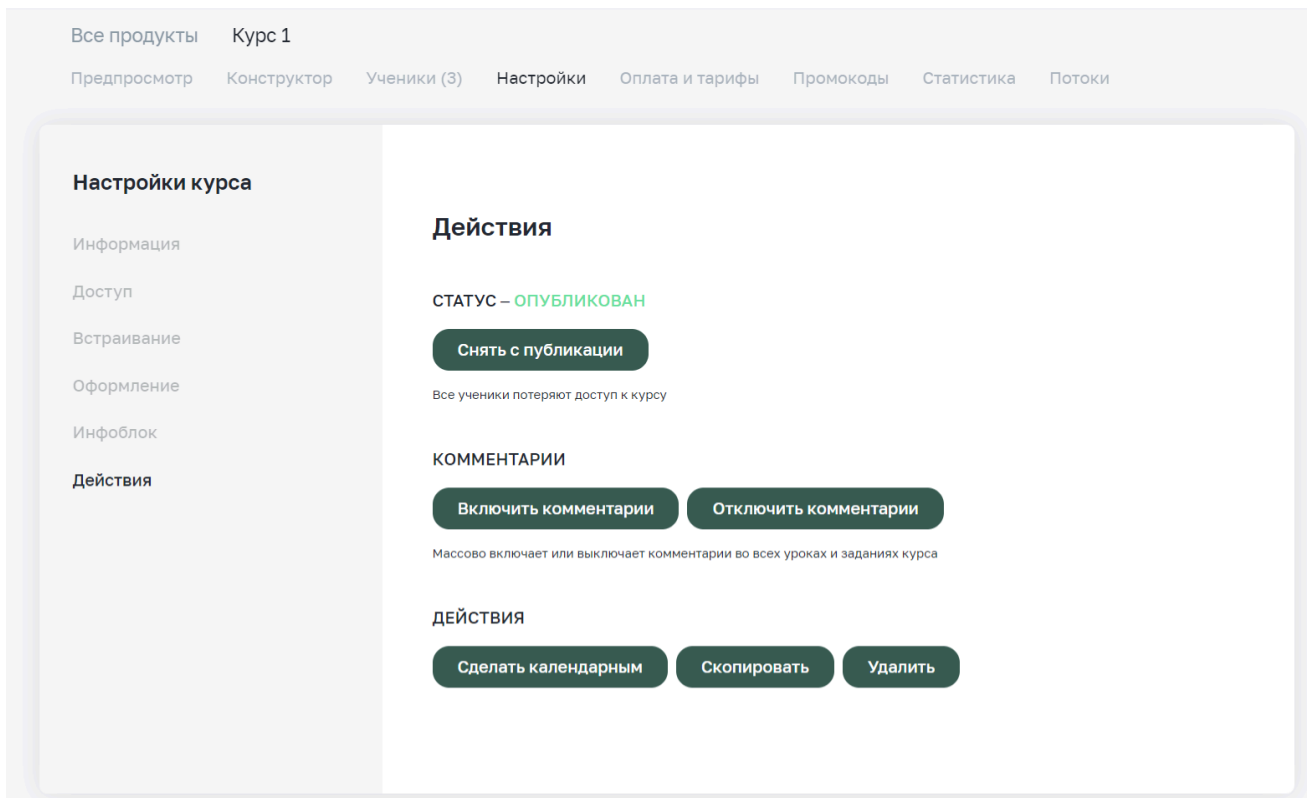 Все продукты Курс 1
Предпросмотр Конструктор Ученики (3) Настройки Оплата и тарифы Промокоды Статистика Потоки
Настройки курса
Информация
Доступ
Встраивание
Оформление
Инфоблок
Действия
Действия
СТАТУС – ОПУБЛИКОВАН
Снять с публикации
Все ученики потеряют доступ к курсу
КОММЕНТАРИИ
Включить комментарии Отключить комментарии
Массово включает или выключает комментарии во всех уроках и заданиях курса
ДЕЙСТВИЯ
Сделать календарным Скопировать Удалить